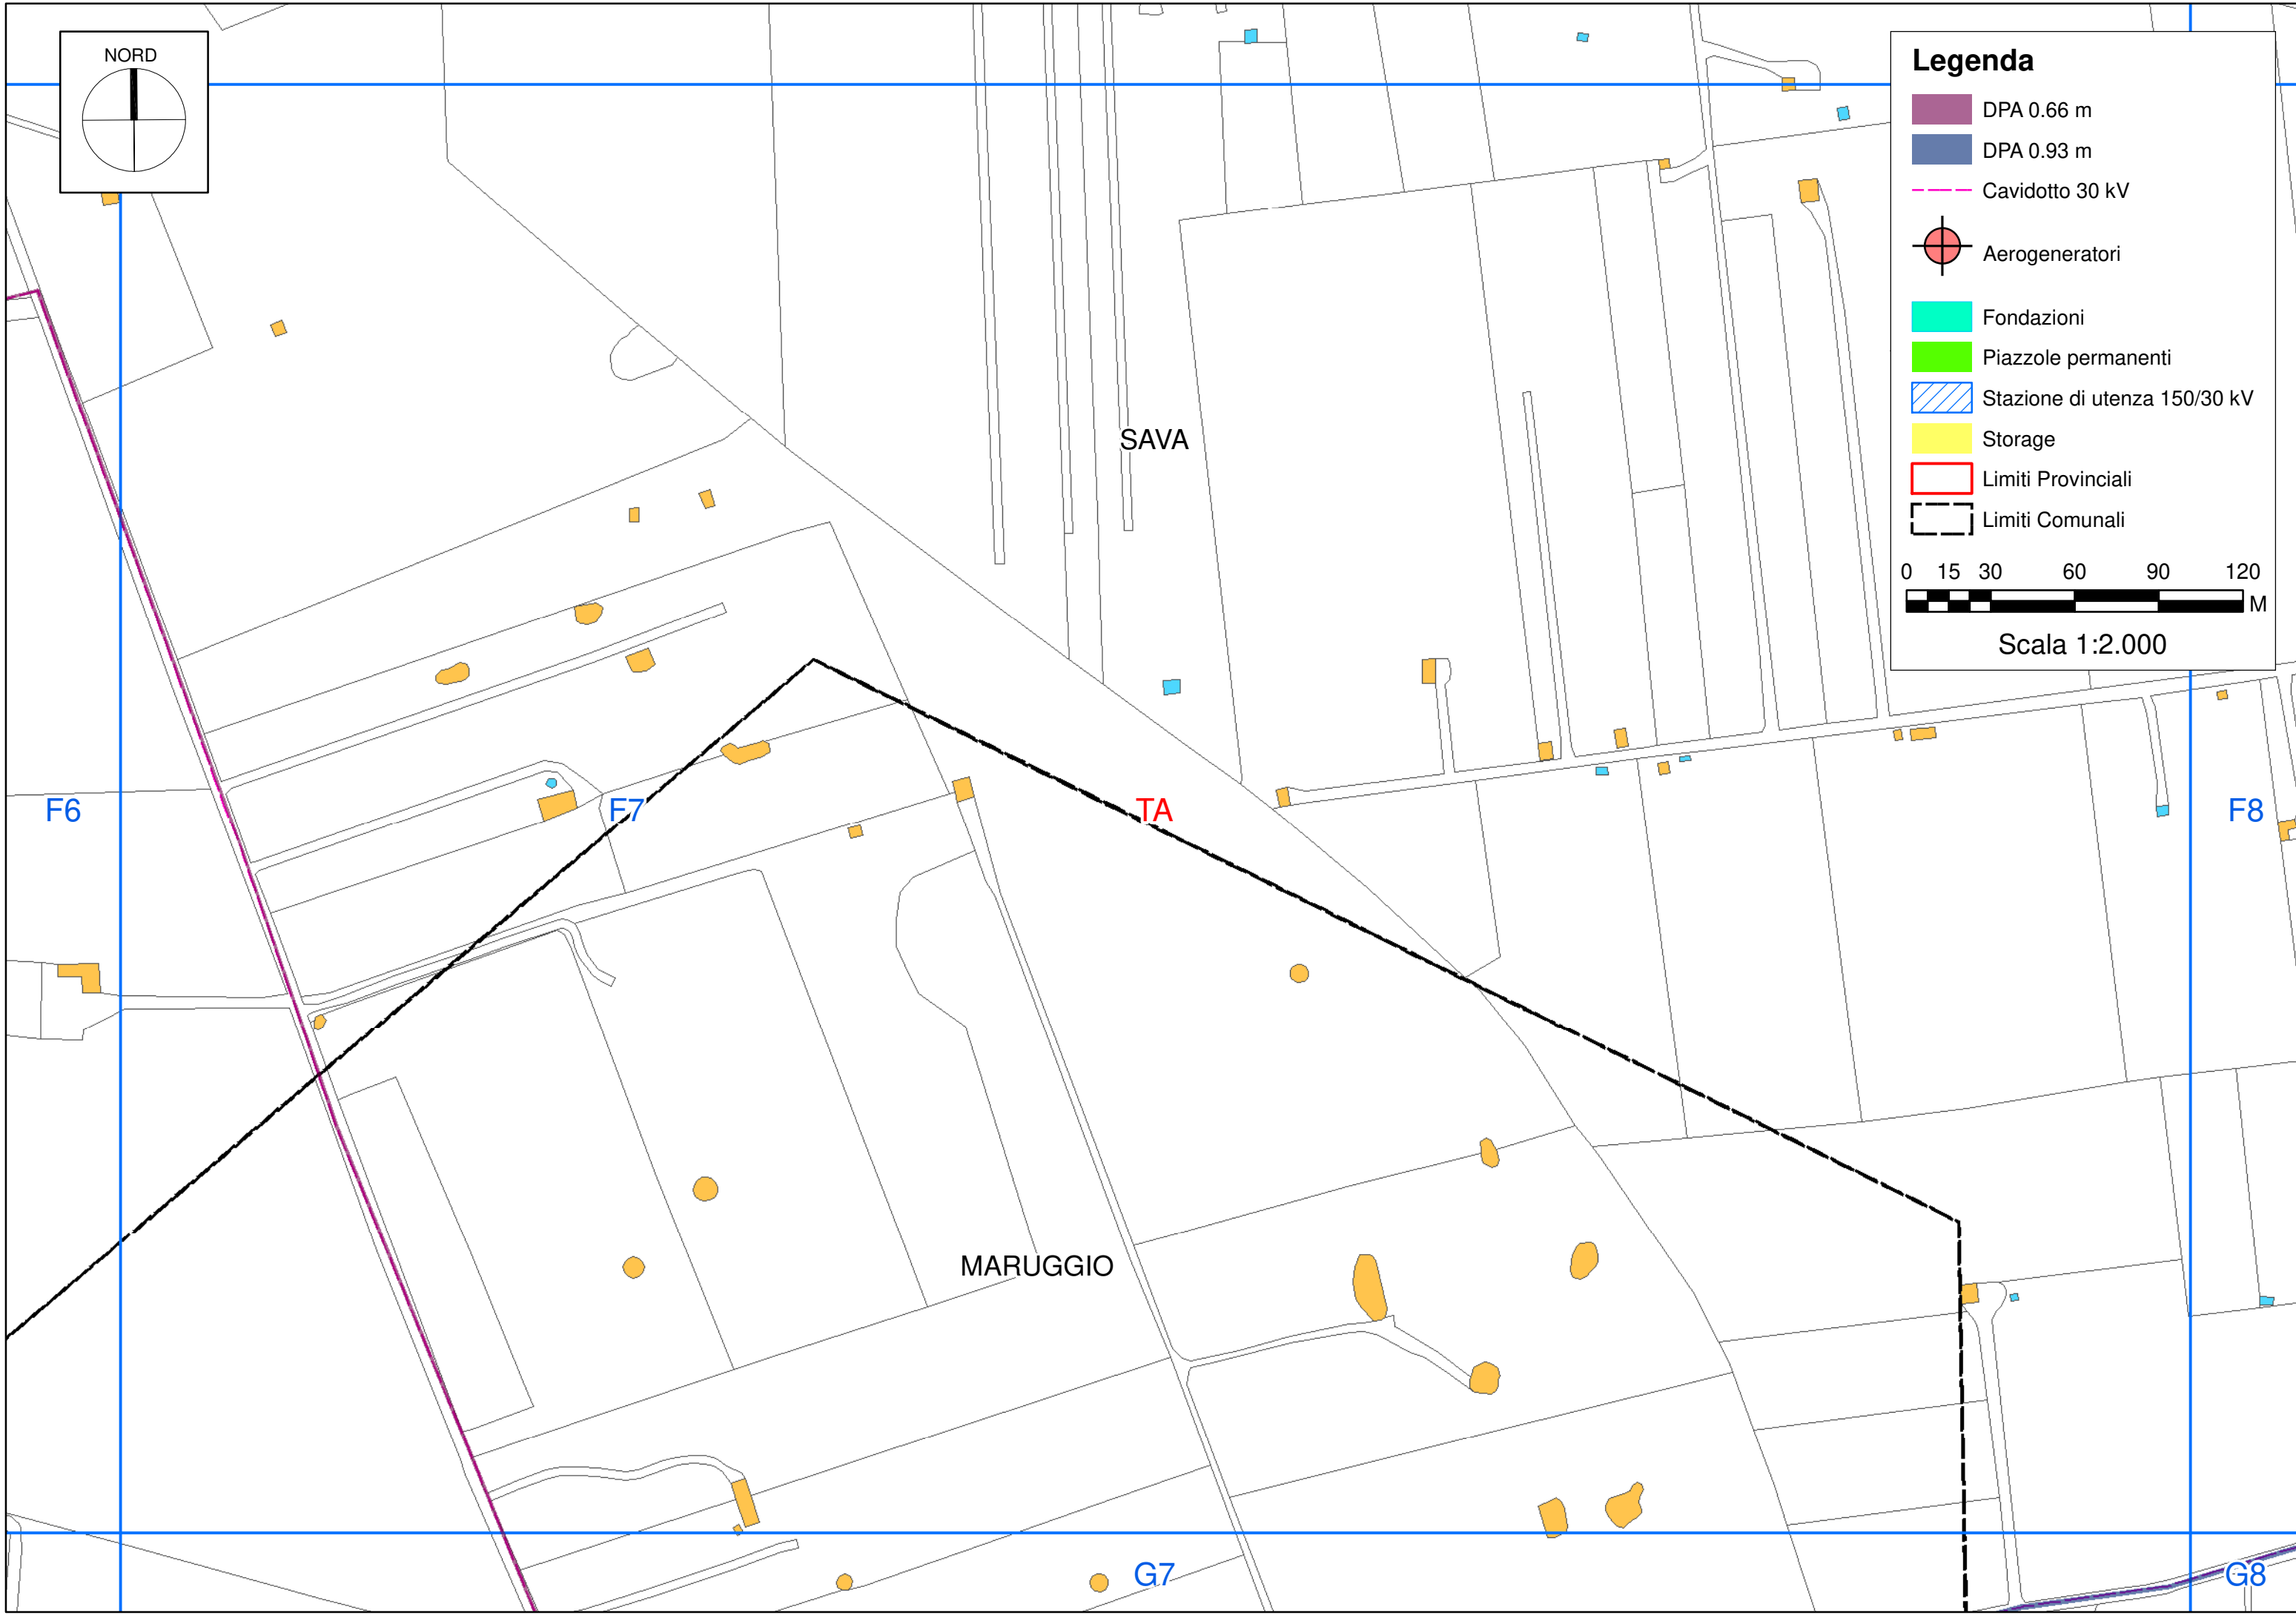 NORD
Legenda
DPA 0.66 m
DPA 0.93 m
Cavidotto 30 kV
Aerogeneratori
Fondazioni
Piazzole permanenti
Stazione di utenza 150/30 kV
Storage
Limiti Provinciali
Limiti Comunali
0 15 30 60 90 120
M
Scala 1:2.000
SAVA
F6
F7
TA
F8
MARUGGIO
G7
G8